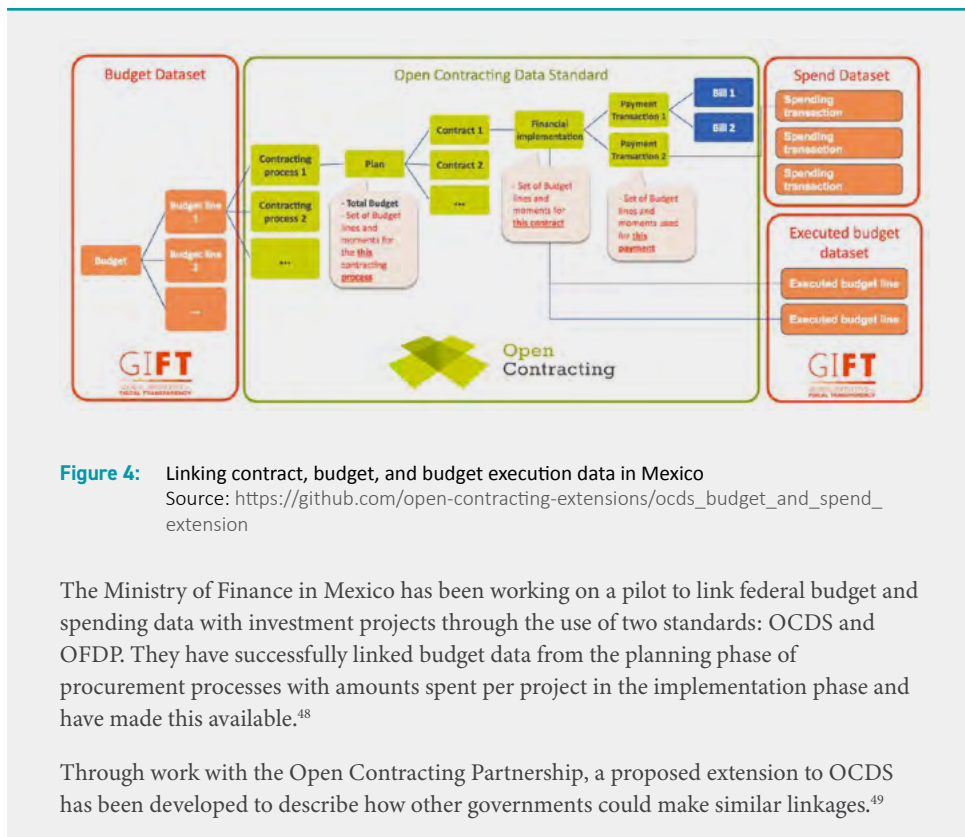 Budget Dataset
Budget
Budget line
1
Budget line
2
...
GIFT
FISCAL TRANSPARENCY
Open Contracting Data Standard
Contracting
process 1
Contracting
process 2
...
Plan
- Total Budget
- Set of Budget
lines and
moments for
the this
contracting
process
Contract 1
Contract 2
...
Financial
implementation
- Set of Budget
lines and
moments for
this contract
Payment
Transaction 1
Payment
Transaction 2
- Set of Budget
lines and
moments used
for this
payment
Bill 1
Bill 2
Open
Contracting
Spend Dataset
Spending
transaction
Spending
transaction
Spending
transaction
Executed budget
dataset
Executed budget line
Executed budget line
GIFT
FISCAL TRANSPARENCY
Figure 4: Linking contract, budget, and budget execution data in Mexico
Source: https://github.com/open-contracting-extensions/ocds_budget_and_spend_
extension
The Ministry of Finance in Mexico has been working on a pilot to link federal budget and
spending data with investment projects through the use of two standards: OCDS and
OFDP. They have successfully linked budget data from the planning phase of
procurement processes with amounts spent per project in the implementation phase and
have made this available.48
Through work with the Open Contracting Partnership, a proposed extension to OCDS
has been developed to describe how other governments could make similar linkages.49